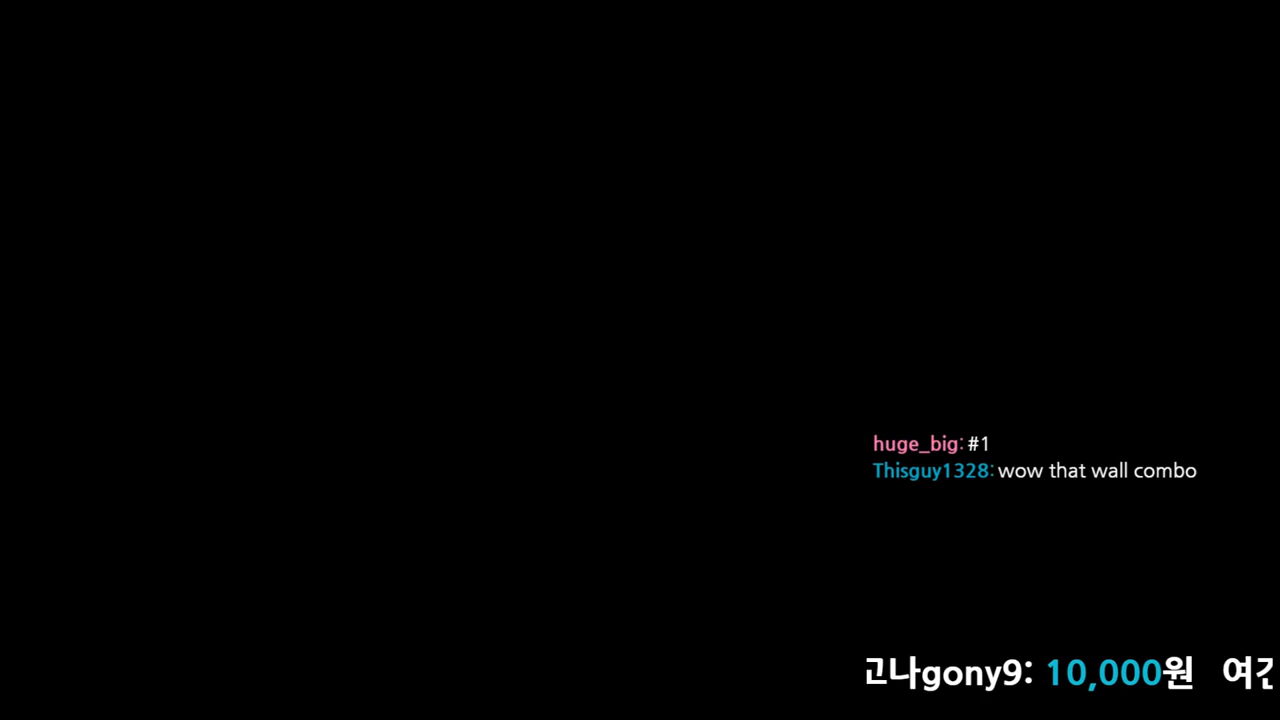 huge_big: #1
Thisguy1328: wow that wall combo
고나gony9: 10,000원